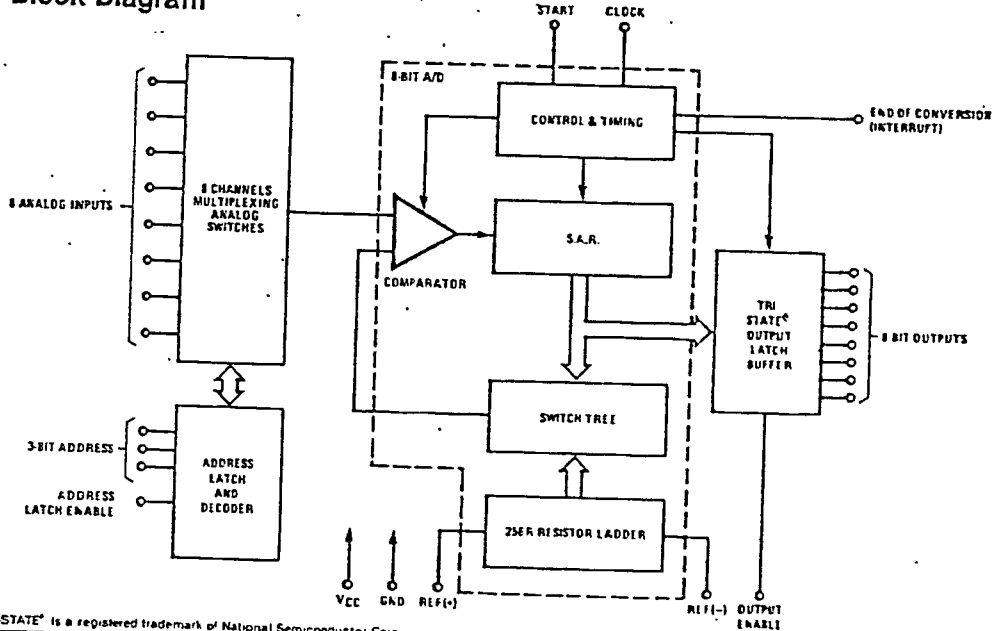 Block Diagram
START
CLOCK
8-BIT A/D
CONTROL & TIMING
END OF CONVERSION
(INTERRUPT)
8 ANALOG INPUTS
8 CHANNELS
MULTIPLEXING
ANALOG
SWITCHES
S.A.R.
COMPARATOR
TRI
STATE®
OUTPUT
LATCH
BUFFER
8 BIT OUTPUTS
SWITCH TREE
3-BIT ADDRESS
ADDRESS
LATCH
AND
DECODER
ADDRESS
LATCH ENABLE
256R RESISTOR LADDER
VCC
GND
REF(+)
REF(−)
OUTPUT
ENABLE
-STATE® is a registered trademark of National Semiconductor